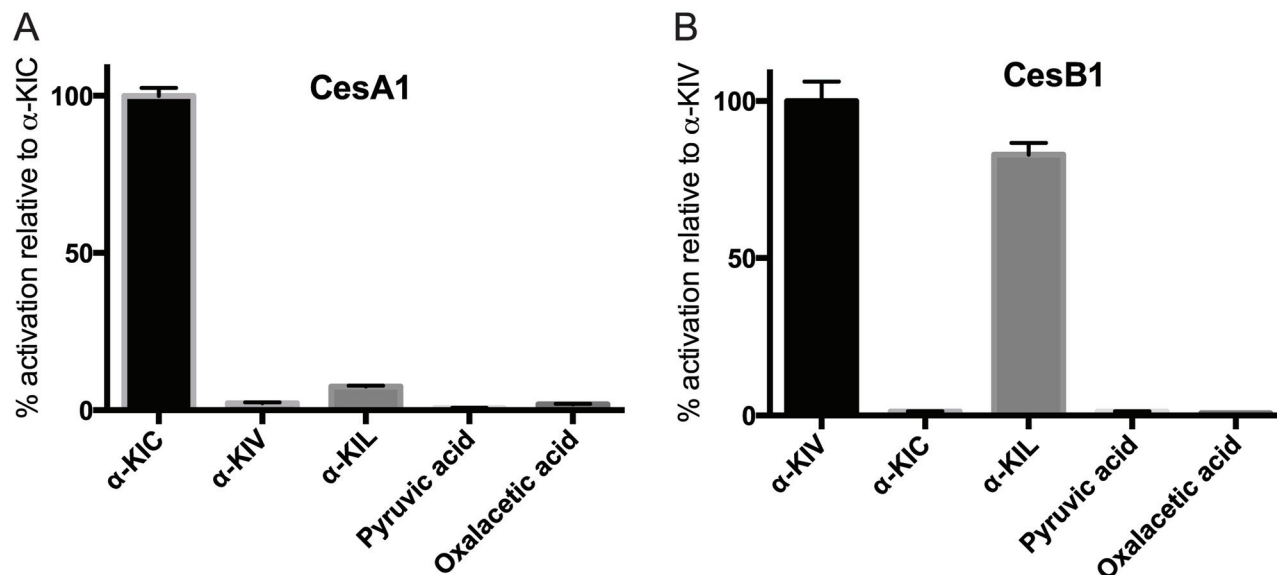 A
% activation relative to α-KIC
CesA1
100
50
0
α-KIC
α-KIV
α-KIL
Pyruvic acid
Oxalacetic acid
B
% activation relative to α-KIV
CesB1
100
50
0
α-KIV
α-KIC
α-KIL
Pyruvic acid
Oxalacetic acid